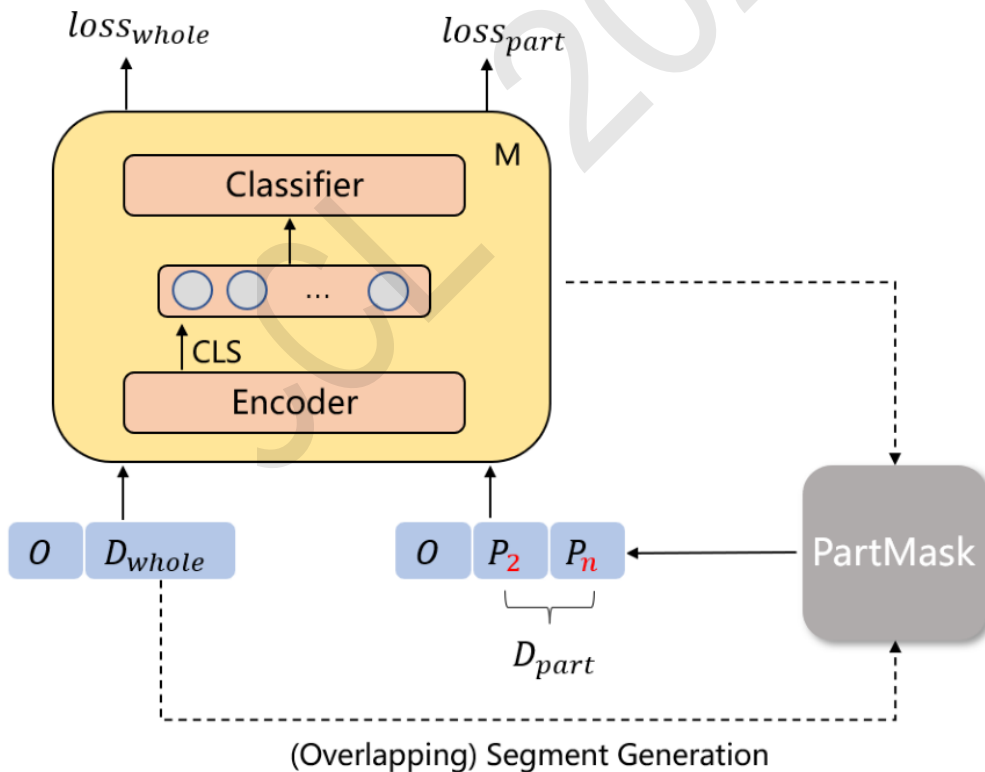 loss_whole loss_part
M
Classifier
...
CLS
Encoder
O D_whole O P_2 P_n PartMask
D_part
(Overlapping) Segment Generation